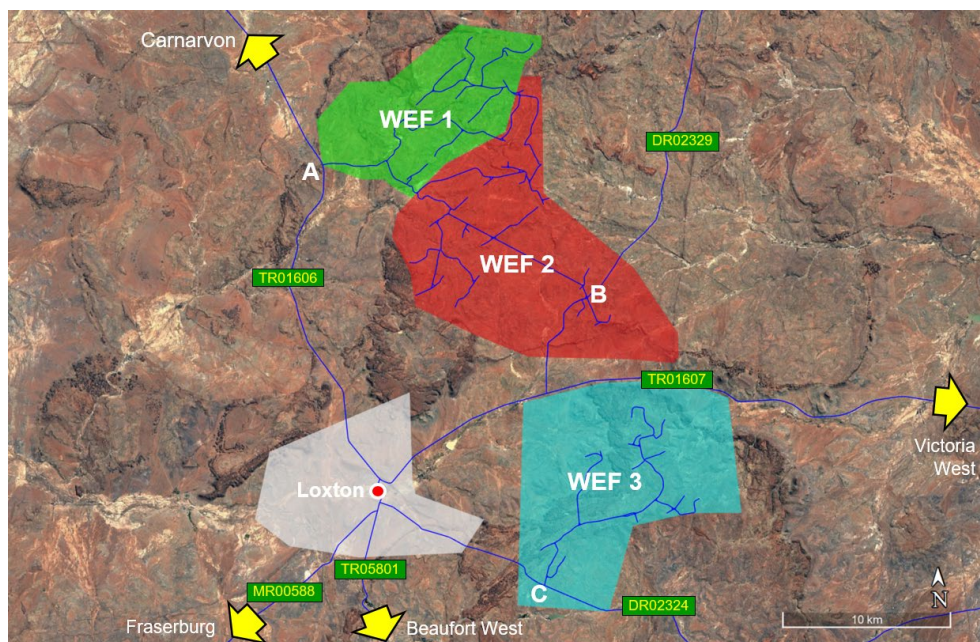 Carnarvon
WEF 1
DR02329
A
TR01606
WEF 2
B
TR01607
Victoria
West
Loxton
WEF 3
TR05801
MR00588
C
DR02324
Fraserburg
Beaufort West
N
10 km